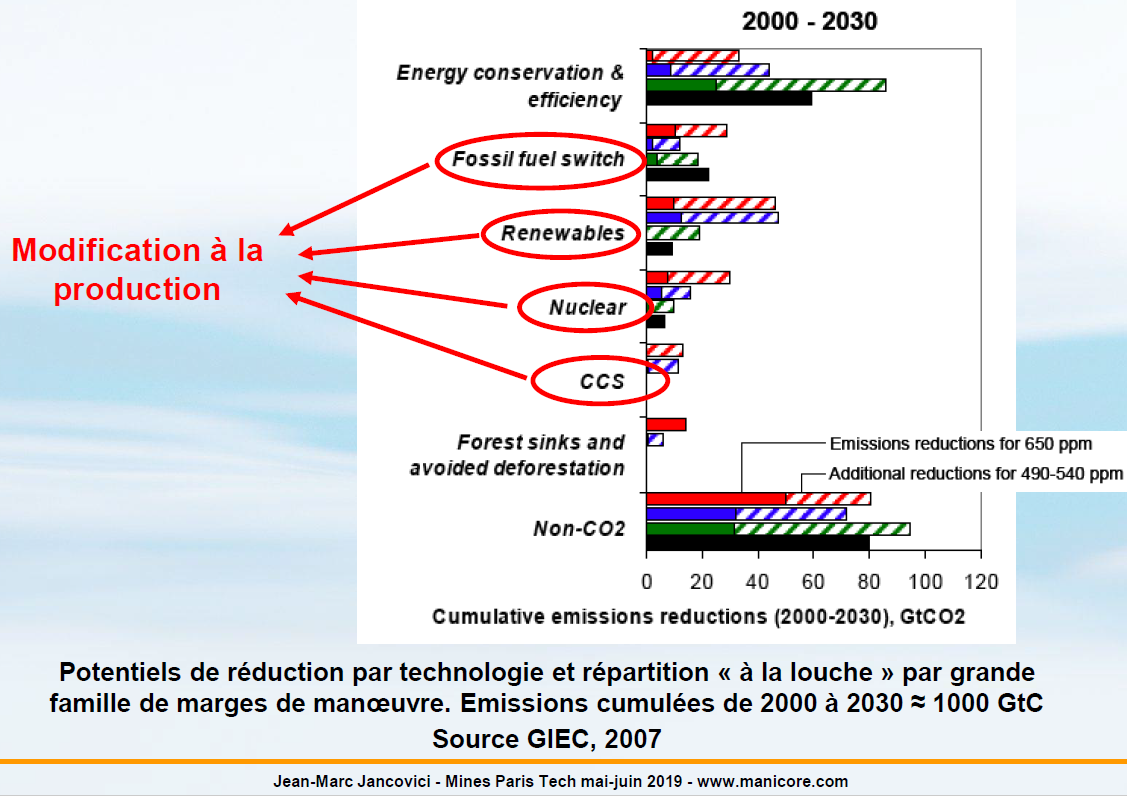 2000 - 2030
Energy conservation &
efficiency
Fossil fuel switch
Renewables
Modification à la
production
Nuclear
CCS
Forest sinks and
avoided deforestation
Emissions reductions for 650 ppm
Additional reductions for 490-540 ppm
Non-CO2
0 20 40 60 80 100 120
Cumulative emissions reductions (2000-2030), GtCO2
Potentiels de réduction par technologie et répartition « à la louche » par grande
famille de marges de manœuvre. Emissions cumulées de 2000 à 2030 ≈ 1000 GtC
Source GIEC, 2007
Jean-Marc Jancovici - Mines Paris Tech mai-juin 2019 - www.manicore.com